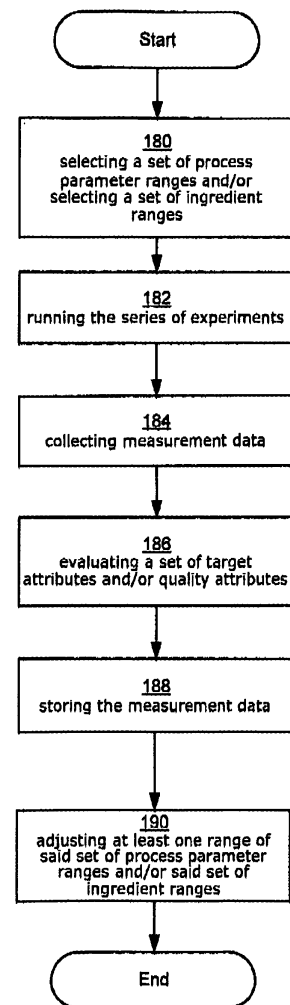 Start
180
selecting a set of process
parameter ranges and/or
selecting a set of ingredient
ranges
182
running the series of experiments
184
collecting measurement data
186
evaluating a set of target
attributes and/or quality attributes
188
storing the measurement data
190
adjusting at least one range of
said set of process parameter
ranges and/or said set of
ingredient ranges
End